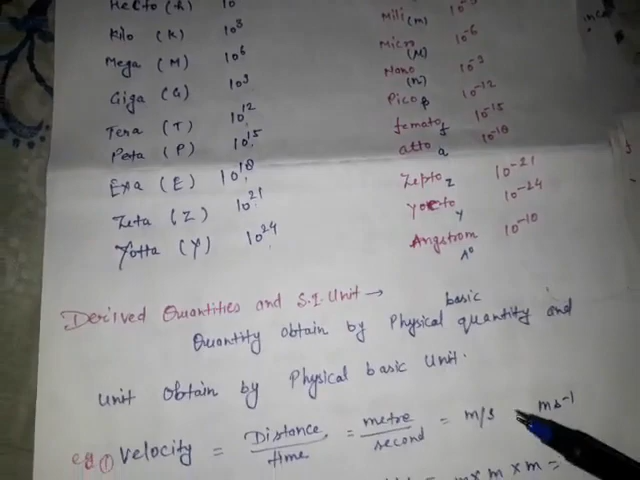 Hecto (h) 10
Kilo (K) 10³
Mega (M) 10⁶
Giga (G) 10⁹
Tera (T) 10¹²
Peta (P) 10¹⁵
Exa (E) 10¹⁸
Zeta (Z) 10²¹
Yotta (Y) 10²⁴
Mili (m) 10⁻³
Micro (M) 10⁻⁶
Nano (n)
Pico p 10⁻¹²
femato f 10⁻¹⁵
atto a 10⁻¹⁸
Zepto z 10⁻²¹
yocto y 10⁻²⁴
Angstrom A° 10⁻¹⁰
Derived Quantities and S.I. Unit →
Quantity obtain by Physical basic quantity and
Unit Obtain by Physical basic Unit.
eg ① Velocity = Distance / time = metre / second = m/s ms⁻¹
m × m × m =